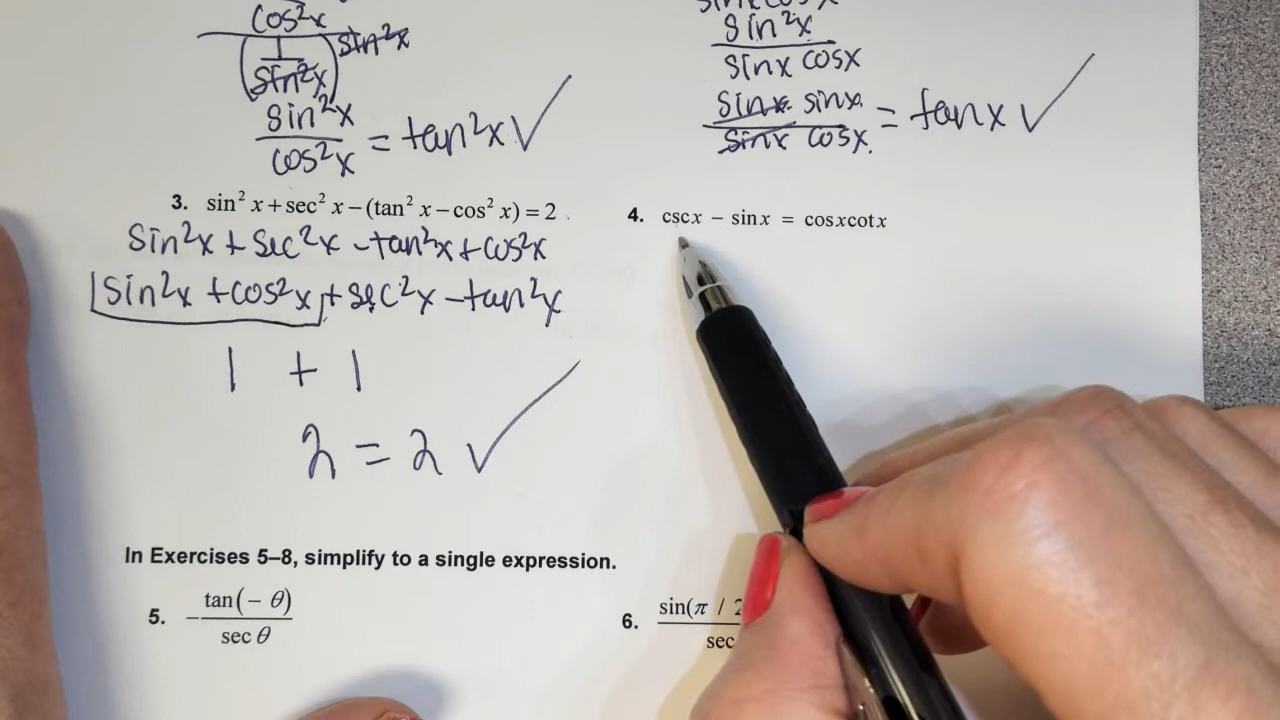 cos²x
1 sin²x
sin²x
sin²x
cos²x = tan²x ✓
sin²x
sinx cosx
sinx · sinx
sinx cosx = tanx ✓
3. sin² x + sec² x − (tan² x − cos² x) = 2
sin²x + sec²x − tan²x + cos²x
sin²x + cos²x + sec²x − tan²x
1 + 1
2 = 2 ✓
4. cscx − sinx = cosxcotx
In Exercises 5–8, simplify to a single expression.
5. − tan(− θ)
sec θ
6. sin(π / 2
sec